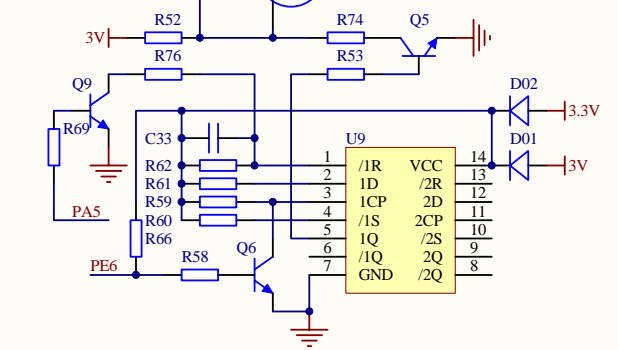 R52
R74
Q5
3V
R76
R53
Q9
D02
3.3V
R69
C33
U9
D01
R62
1 /1R VCC 14
3V
R61
2 1D /2R 13
R59
3 1CP 2D 12
PA5
R60
4 /1S 2CP 11
R66
5 1Q /2S 10
Q6
6 /1Q 2Q 9
PE6
R58
7 GND /2Q 8